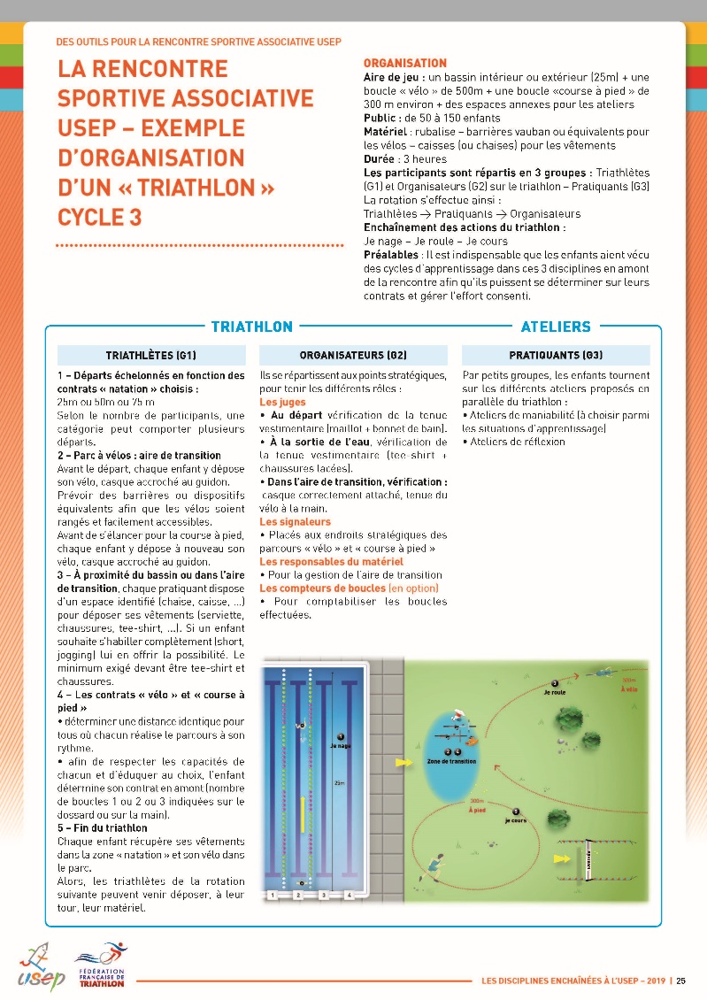 DES OUTILS POUR LA RENCONTRE SPORTIVE ASSOCIATIVE USEP
LA RENCONTRE
SPORTIVE ASSOCIATIVE
USEP – EXEMPLE
D'ORGANISATION
D'UN « TRIATHLON »
CYCLE 3
ORGANISATION
Aire de jeu : un bassin intérieur ou extérieur (25m) + une
boucle « vélo » de 500m + une boucle «course à pied » de
300 m environ + des espaces annexes pour les ateliers
Public : de 50 à 150 enfants
Matériel : rubalise – barrières vauban ou équivalents pour
les vélos – caisses (ou chaises) pour les vêtements
Durée : 3 heures
Les participants sont répartis en 3 groupes : Triathlètes
(G1) et Organisateurs (G2) sur le triathlon – Pratiquants (G3)
La rotation s'effectue ainsi :
Triathlètes → Pratiquants → Organisateurs
Enchaînement des actions du triathlon :
Je nage – Je roule – Je cours
Préalables : Il est indispensable que les enfants aient vécu
des cycles d'apprentissage dans ces 3 disciplines en amont
de la rencontre afin qu'ils puissent se déterminer sur leurs
contrats et gérer l'effort consenti.
TRIATHLON
ATELIERS
TRIATHLÈTES (G1)
1 – Départs échelonnés en fonction des
contrats « natation » choisis :
25m ou 50m ou 75 m
Selon le nombre de participants, une
catégorie peut comporter plusieurs
départs.
2 – Parc à vélos : aire de transition
Avant le départ, chaque enfant y dépose
son vélo, casque accroché au guidon.
Prévoir des barrières ou dispositifs
équivalents afin que les vélos soient
rangés et facilement accessibles.
Avant de s'élancer pour la course à pied,
chaque enfant y dépose à nouveau son
vélo, casque accroché au guidon.
3 – À proximité du bassin ou dans l'aire
de transition, chaque pratiquant dispose
d'un espace identifié (chaise, caisse, ...)
pour déposer ses vêtements (serviette,
chaussures, tee-shirt, ...). Si un enfant
souhaite s'habiller complètement (short,
jogging) lui en offrir la possibilité. Le
minimum exigé devant être tee-shirt et
chaussures.
4 – Les contrats « vélo » et « course à
pied »
• déterminer une distance identique pour
tous où chacun réalise le parcours à son
rythme.
• afin de respecter les capacités de
chacun et d'éduquer au choix, l'enfant
détermine son contrat en amont (nombre
de boucles 1 ou 2 ou 3 indiquées sur le
dossard ou sur la main).
5 – Fin du triathlon
Chaque enfant récupère ses vêtements
dans la zone « natation » et son vélo dans
le parc.
Alors, les triathlètes de la rotation
suivante peuvent venir déposer, à leur
tour, leur matériel.
ORGANISATEURS (G2)
Ils se répartissent aux points stratégiques,
pour tenir les différents rôles :
Les juges
• Au départ vérification de la tenue
vestimentaire (maillot + bonnet de bain).
• À la sortie de l'eau, vérification de
la tenue vestimentaire (tee-shirt +
chaussures lacées).
• Dans l'aire de transition, vérification :
casque correctement attaché, tenue du
vélo à la main.
Les signaleurs
• Placés aux endroits stratégiques des
parcours « vélo » et « course à pied »
Les responsables du matériel
• Pour la gestion de l'aire de transition
Les compteurs de boucles (en option)
• Pour comptabiliser les boucles
effectuées.
PRATIQUANTS (G3)
Par petits groupes, les enfants tournent
sur les différents ateliers proposés en
parallèle du triathlon :
• Ateliers de maniabilité (à choisir parmi
les situations d'apprentissage)
• Ateliers de réflexion
1
Je nage
25m
1 2 3 4
2 4
Zone de transition
3
Je roule
500m
À vélo
300m
À pied
5
je cours
ARRIVÉE
usep
FÉDÉRATION
FRANÇAISE DE
TRIATHLON
LES DISCIPLINES ENCHAÎNÉES À L'USEP – 2019 | 25